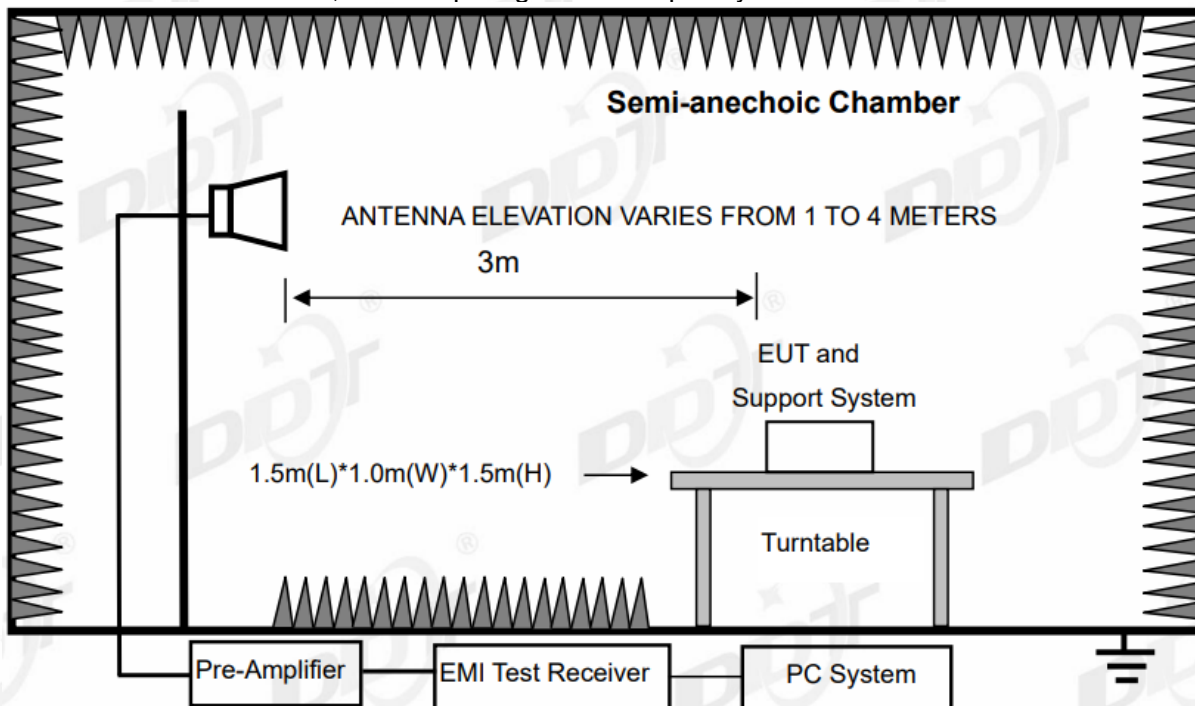 Semi-anechoic Chamber
ANTENNA ELEVATION VARIES FROM 1 TO 4 METERS
3m
EUT and
Support System
1.5m(L)*1.0m(W)*1.5m(H)
Turntable
Pre-Amplifier
EMI Test Receiver
PC System
DDT
®